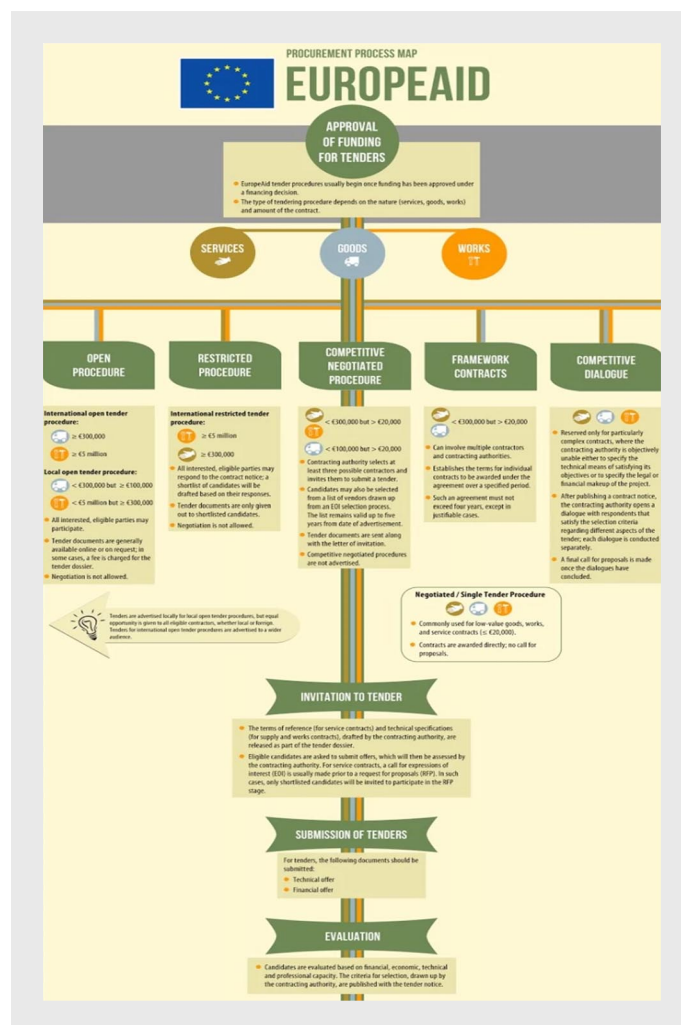 PROCUREMENT PROCESS MAP
EUROPEAID
APPROVAL
OF FUNDING
FOR TENDERS
EuropeAid tender procedures usually begin once funding has been approved under
a financing decision.
The type of tendering procedure depends on the nature (services, goods, works)
and amount of the contract.
SERVICES
GOODS
WORKS
OPEN
PROCEDURE
International open tender
procedure:
≥ €300,000
≥ €5 million
Local open tender procedure:
< €300,000 but ≥ €100,000
< €5 million but ≥ €300,000
All interested, eligible parties may
participate.
Tender documents are generally
available online or on request; in
some cases, a fee is charged for the
tender dossier.
Negotiation is not allowed.
RESTRICTED
PROCEDURE
International restricted tender
procedure:
≥ €5 million
≥ €300,000
All interested, eligible parties may
respond to the contract notice; a
shortlist of candidates will be
drafted based on their responses.
Tender documents are only given
out to shortlisted candidates.
Negotiation is not allowed.
COMPETITIVE
NEGOTIATED
PROCEDURE
< €300,000 but > €20,000
< €100,000 but > €20,000
Contracting authority selects at
least three possible contractors and
invites them to submit a tender.
Candidates may also be selected
from a list of vendors drawn up
from an EOI selection process.
The list remains valid up to five
years from date of advertisement.
Tender documents are sent along
with the letter of invitation.
Competitive negotiated procedures
are not advertised.
FRAMEWORK
CONTRACTS
< €300,000 but > €20,000
Can involve multiple contractors
and contracting authorities.
Establishes the terms for individual
contracts to be awarded under the
agreement over a specified period.
Such an agreement must not
exceed four years, except in
justifiable cases.
COMPETITIVE
DIALOGUE
Reserved only for particularly
complex contracts, where the
contracting authority is objectively
unable either to specify the
technical means of satisfying its
objectives or to specify the legal or
financial makeup of the project.
After publishing a contract notice,
the contracting authority opens a
dialogue with respondents that
satisfy the selection criteria
regarding different aspects of the
tender; each dialogue is conducted
separately.
A final call for proposals is made
once the dialogues have
concluded.
Tenders are advertised locally for local open tender procedures, but equal
opportunity is given to all eligible contractors, whether local or foreign.
Tenders for international open tender procedures are advertised to a wider
audience.
Negotiated / Single Tender Procedure
Commonly used for low-value goods, works,
and service contracts (≤ €20,000).
Contracts are awarded directly; no call for
proposals.
INVITATION TO TENDER
The terms of reference (for service contracts) and technical specifications
(for supply and works contracts), drafted by the contracting authority, are
released as part of the tender dossier.
Eligible candidates are asked to submit offers, which will then be assessed by
the contracting authority. For service contracts, a call for expressions of
interest (EOI) is usually made prior to a request for proposals (RFP). In such
cases, only shortlisted candidates will be invited to participate in the RFP
stage.
SUBMISSION OF TENDERS
For tenders, the following documents should be
submitted:
Technical offer
Financial offer
EVALUATION
Candidates are evaluated based on financial, economic, technical
and professional capacity. The criteria for selection, drawn up by
the contracting authority, are published with the tender notice.